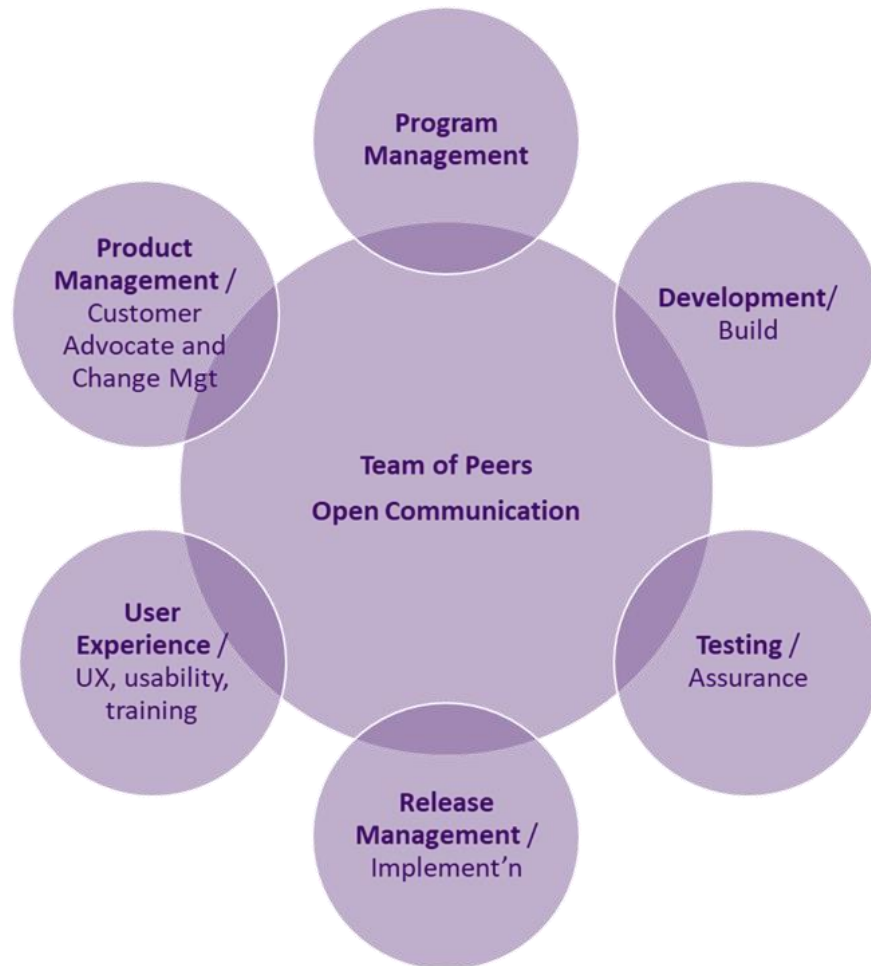 Program
Management
Product
Management /
Customer
Advocate and
Change Mgt
Development/
Build
Team of Peers
Open Communication
User
Experience /
UX, usability,
training
Testing /
Assurance
Release
Management /
Implement’n